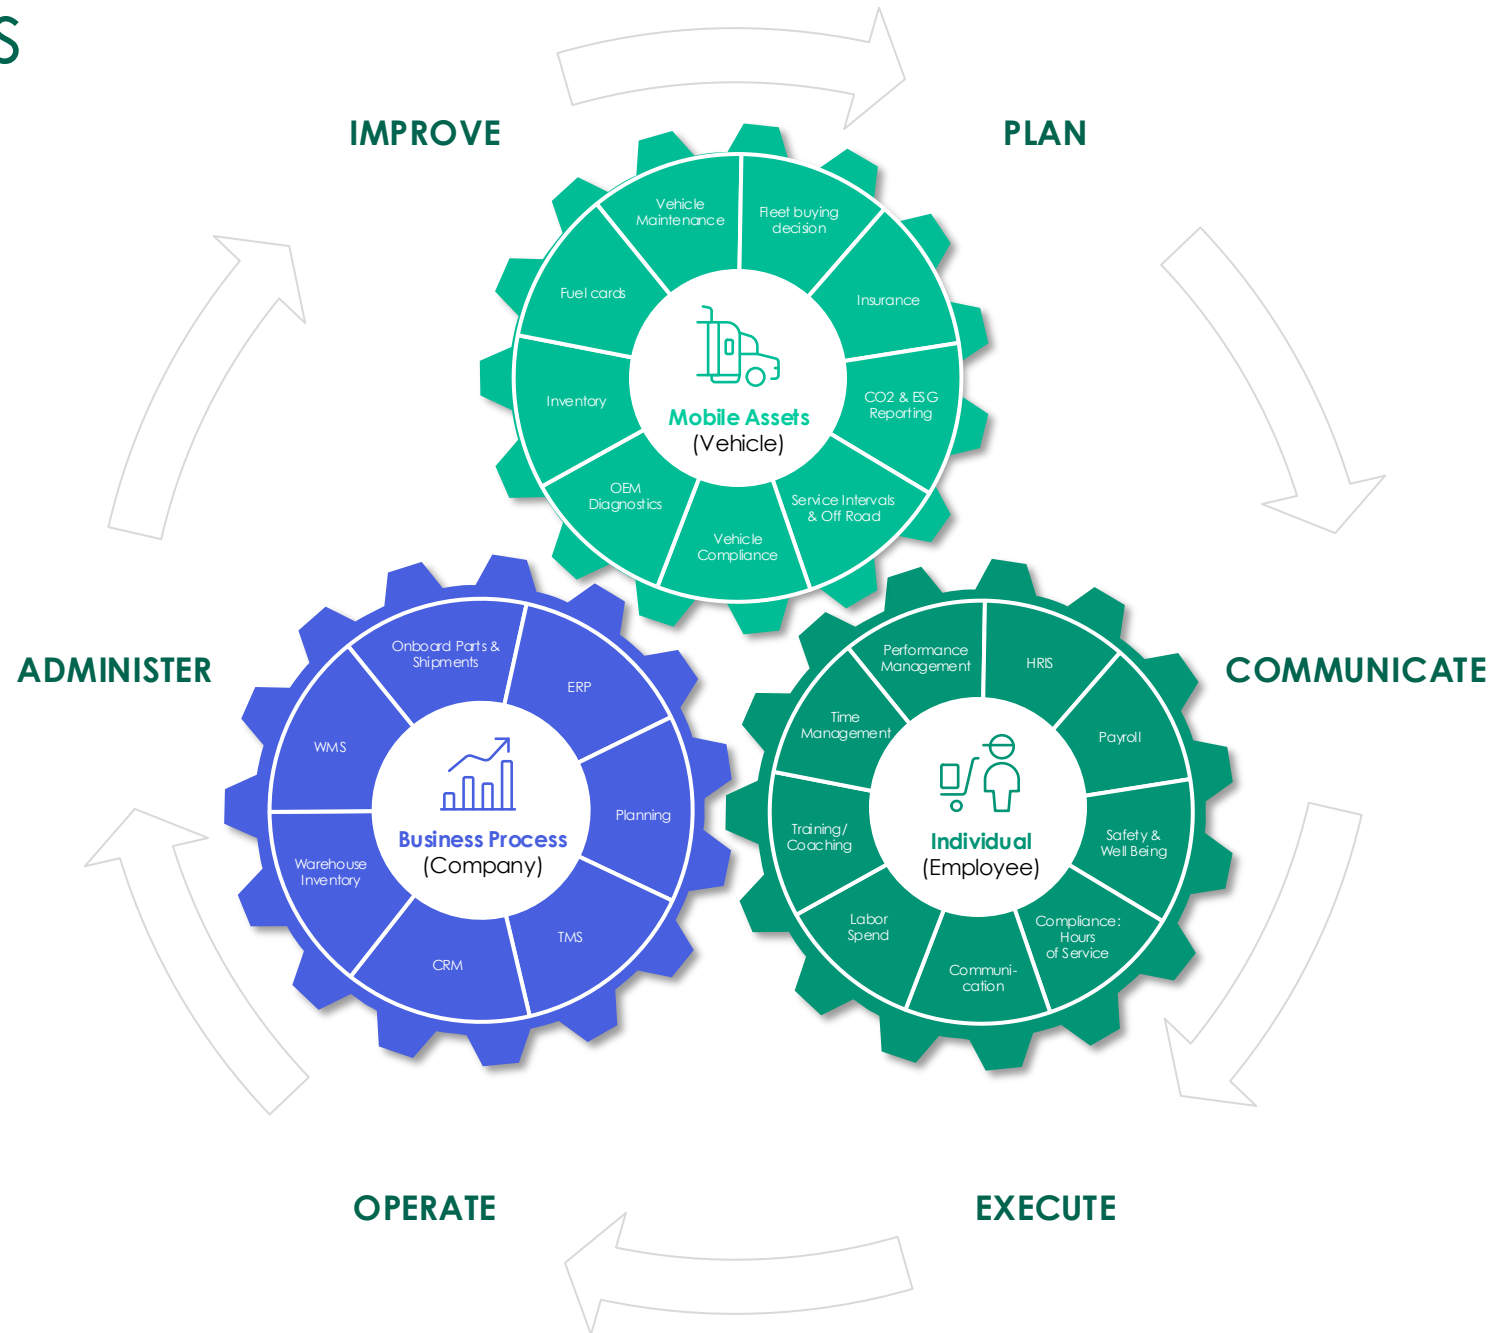 S
IMPROVE
PLAN
Vehicle
Maintenance
Fleet buying
decision
Fuel cards
Insurance
Inventory
CO2 & ESG
Reporting
Mobile Assets
(Vehicle)
OEM
Diagnostics
Service Intervals
& Off Road
Vehicle
Compliance
ADMINISTER
COMMUNICATE
Onboard Parts &
Shipments
ERP
WMS
Planning
Business Process
(Company)
Warehouse
Inventory
TMS
CRM
Performance
Management
HRIS
Time
Management
Payroll
Training/
Coaching
Individual
(Employee)
Safety &
Well Being
Labor
Spend
Compliance:
Hours
of Service
Communi-
cation
OPERATE
EXECUTE